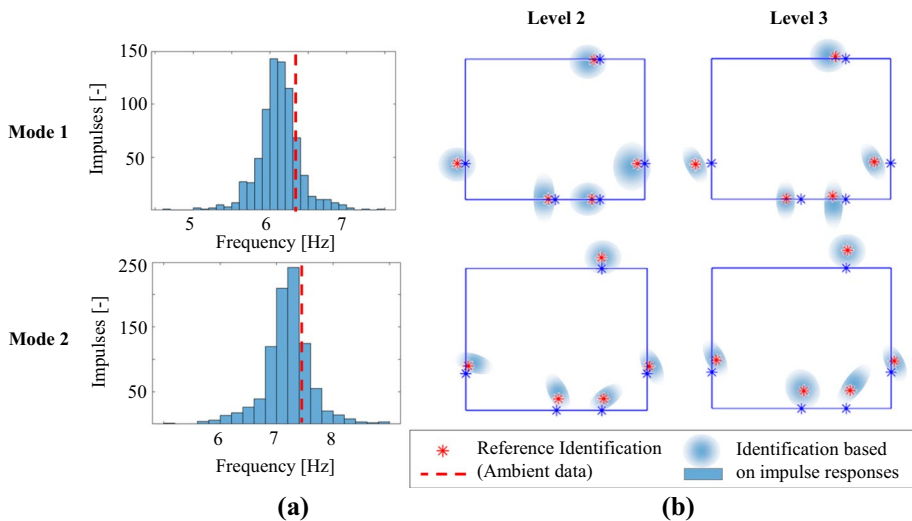 Level 2
Level 3
Mode 1
Impulses [-]
150
100
50
5
6
7
Frequency [Hz]
Mode 2
Impulses [-]
250
150
50
6
7
8
Frequency [Hz]
Reference Identification
(Ambient data)
Identification based
on impulse responses
(a)
(b)